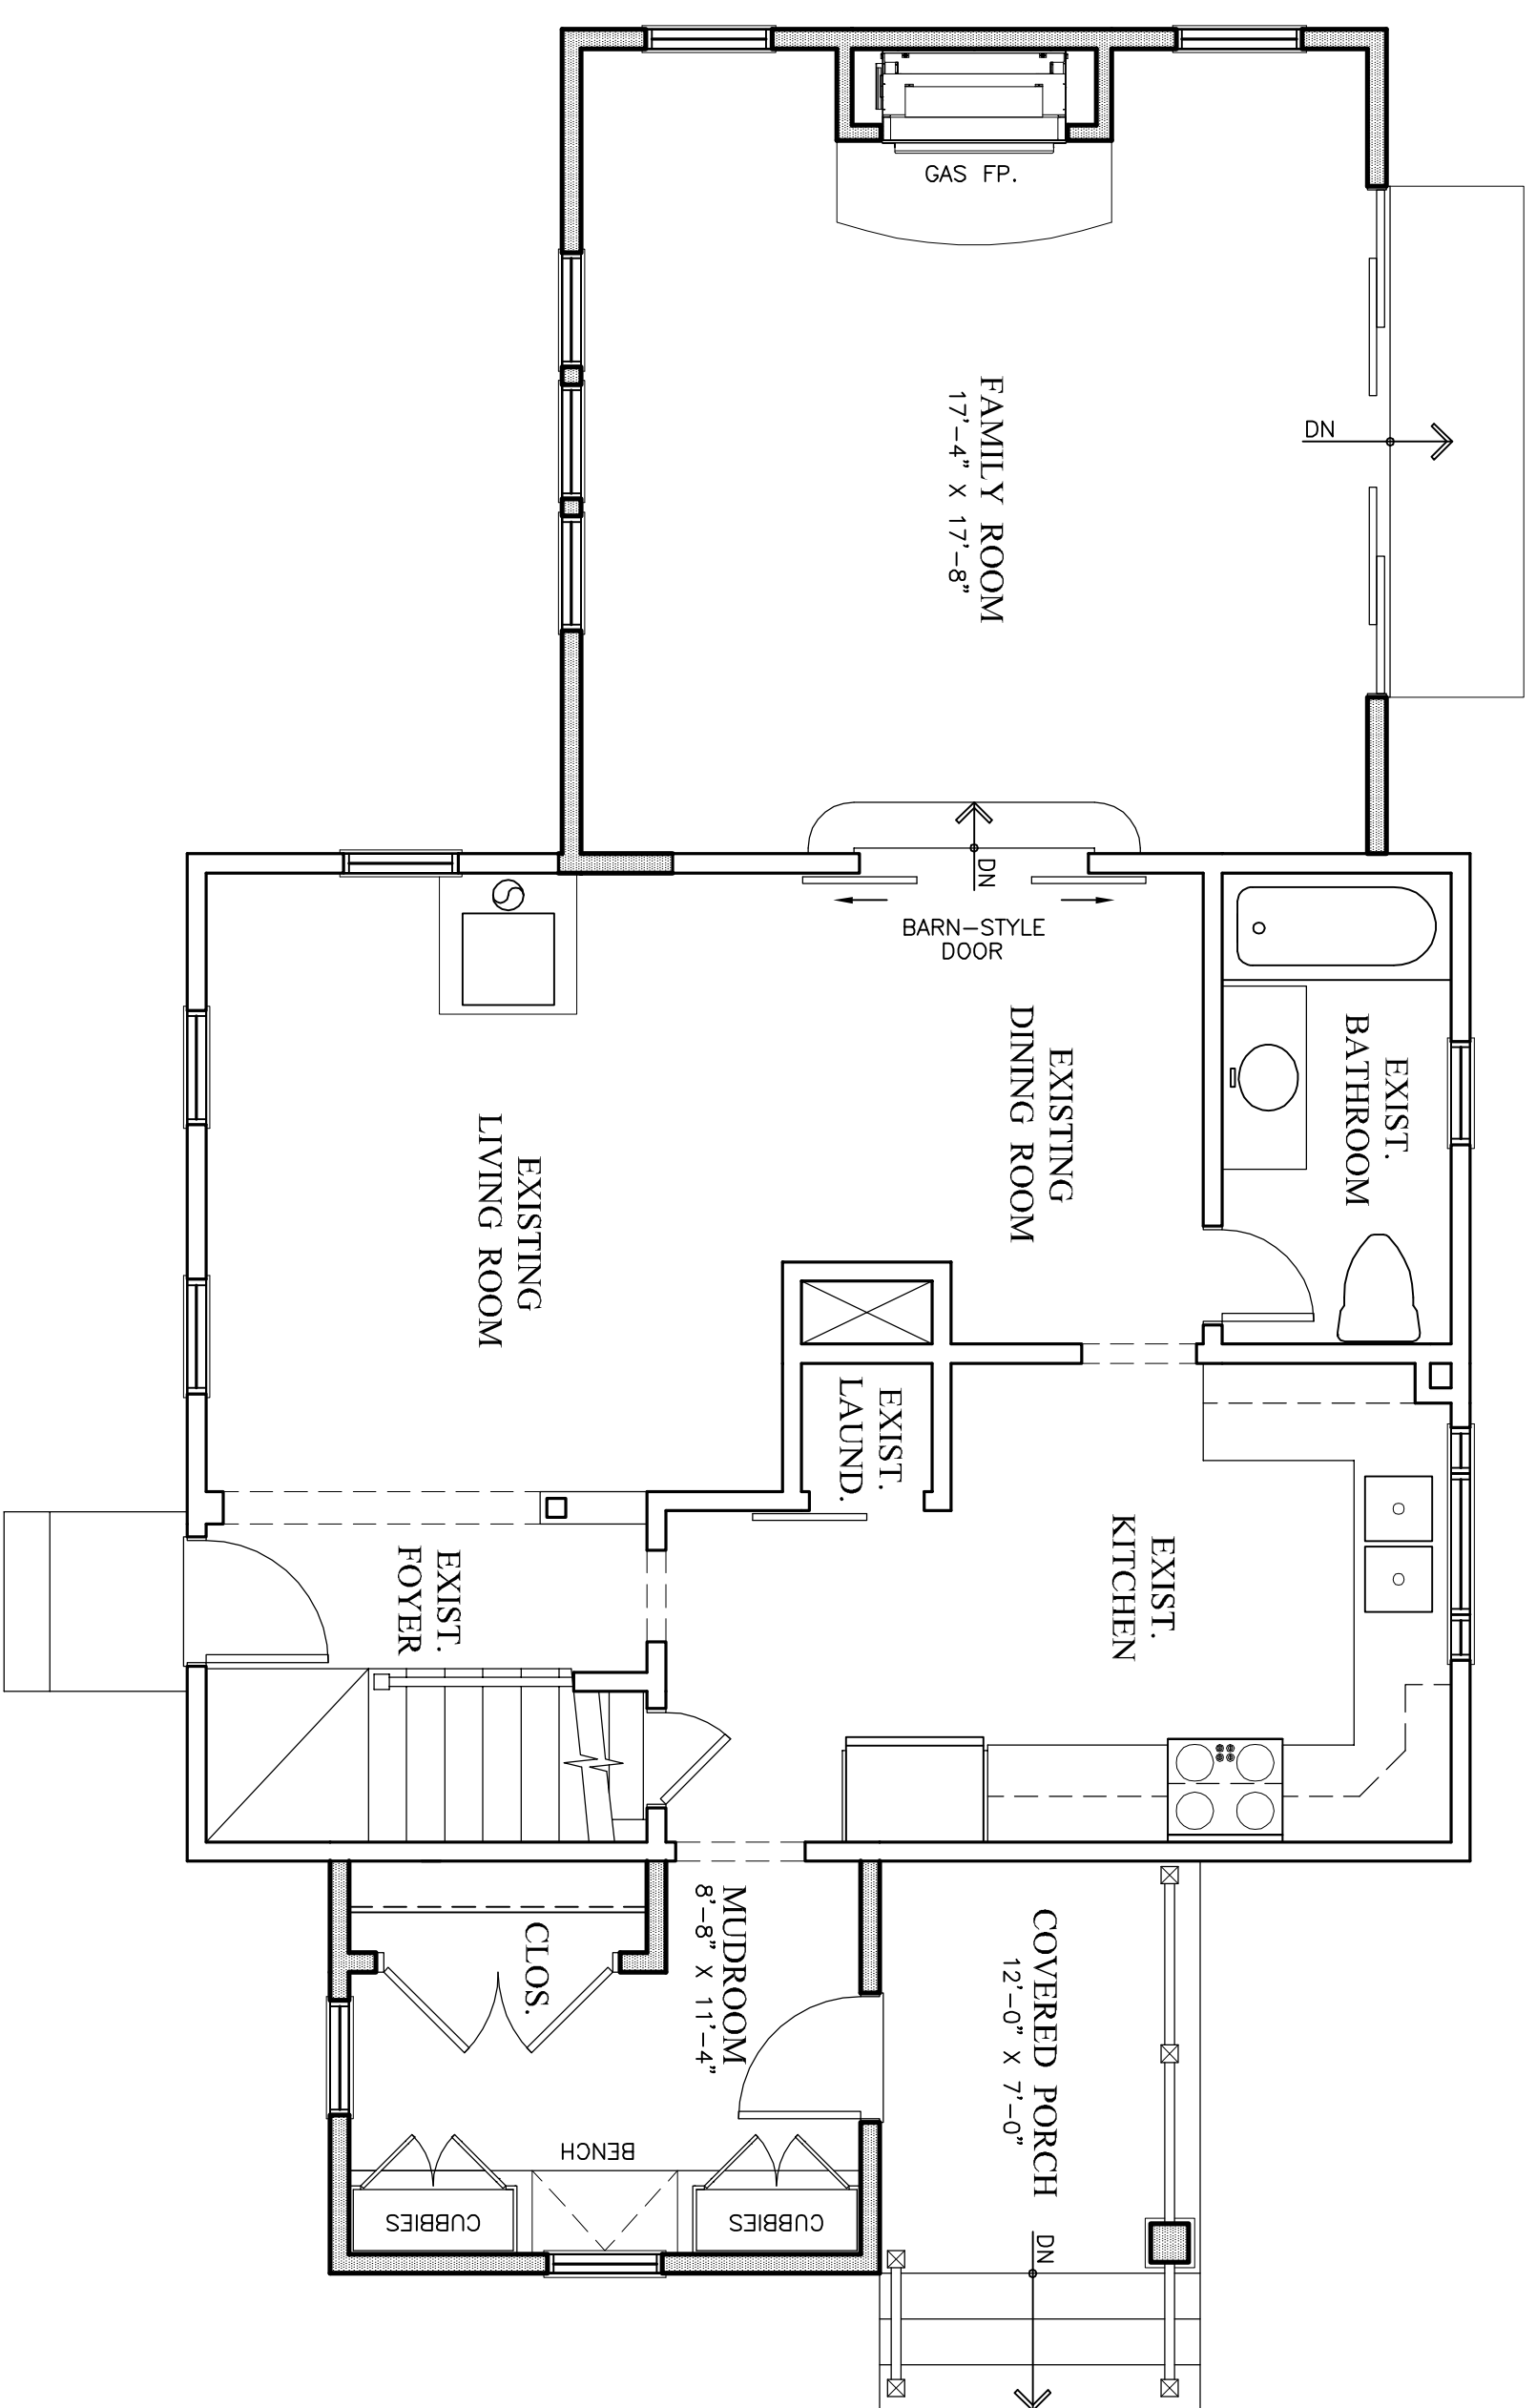 GAS FP.
FAMILY ROOM
17'-4" X 17'-8"
DN
DN
BARN-STYLE
DOOR
EXISTING
DINING ROOM
EXIST.
BATHROOM
EXISTING
LIVING ROOM
EXIST.
LAUND.
EXIST.
KITCHEN
EXIST.
FOYER
CLOS.
MUDROOM
8'-8" X 11'-4"
COVERED PORCH
12'-0" X 7'-0"
BENCH
CUBBIES
CUBBIES
DN